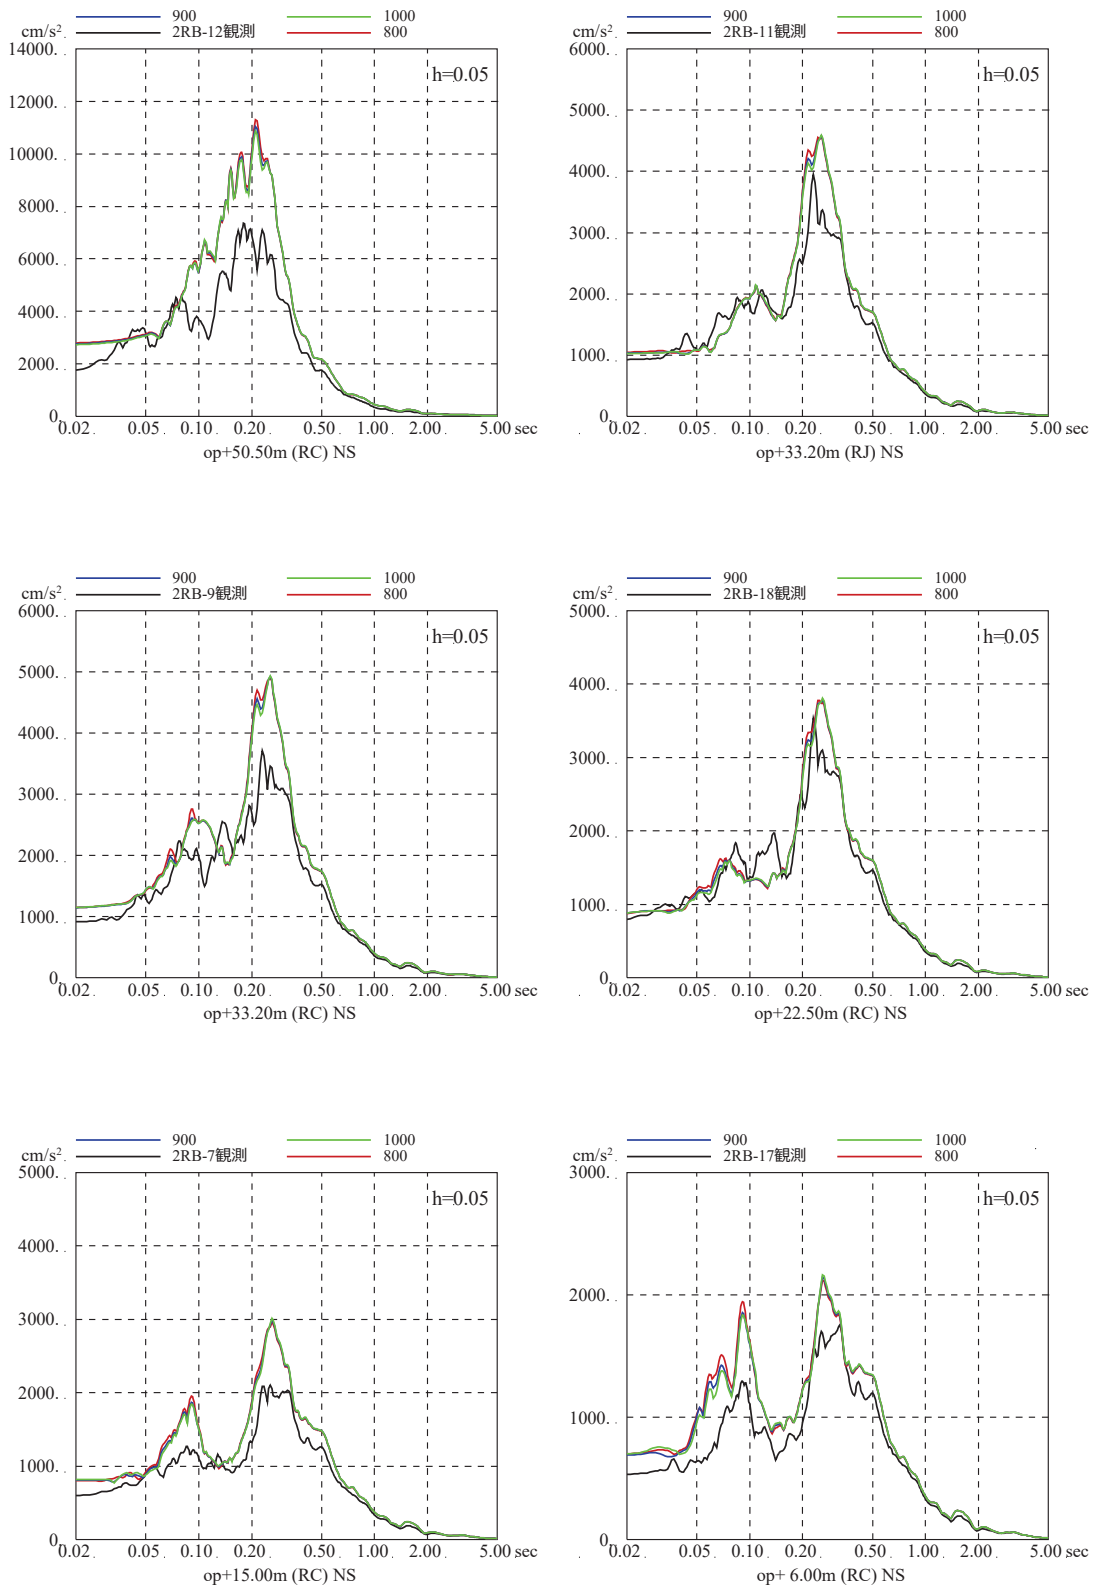 900 1000
cm/s². 2RB-12観測 800
14000.
h=0.05
12000.
10000.
8000.
6000.
4000.
2000.
0.
0.02 0.05 0.10 0.20 0.50 1.00 2.00 5.00 sec
op+50.50m (RC) NS
900 1000
cm/s². 2RB-11観測 800
6000.
h=0.05
5000.
4000.
3000.
2000.
1000.
0.
0.02 0.05 0.10 0.20 0.50 1.00 2.00 5.00 sec
op+33.20m (RJ) NS
900 1000
cm/s². 2RB-9観測 800
6000.
h=0.05
5000.
4000.
3000.
2000.
1000.
0.
0.02 0.05 0.10 0.20 0.50 1.00 2.00 5.00 sec
op+33.20m (RC) NS
900 1000
cm/s². 2RB-18観測 800
5000.
h=0.05
4000.
3000.
2000.
1000.
0.
0.02 0.05 0.10 0.20 0.50 1.00 2.00 5.00 sec
op+22.50m (RC) NS
900 1000
cm/s². 2RB-7観測 800
5000.
h=0.05
4000.
3000.
2000.
1000.
0.
0.02 0.05 0.10 0.20 0.50 1.00 2.00 5.00 sec
op+15.00m (RC) NS
900 1000
cm/s². 2RB-17観測 800
3000.
h=0.05
2000.
1000.
0.
0.02 0.05 0.10 0.20 0.50 1.00 2.00 5.00 sec
op+ 6.00m (RC) NS